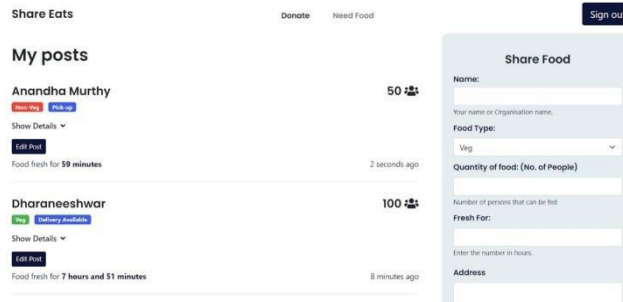 Share Eats
Donate Need Food
Sign out
My posts
Anandha Murthy 50
Non-Veg Pick-up
Show Details
Edit Post
Food fresh for 59 minutes 2 seconds ago
Dharaneeshwar 100
Veg Delivery Available
Show Details
Edit Post
Food fresh for 7 hours and 51 minutes 8 minutes ago
Share Food
Name:
Your name or Organisation name.
Food Type:
Veg
Quantity of food: (No. of People)
Number of persons that can be fed
Fresh For:
Enter the number in hours.
Address